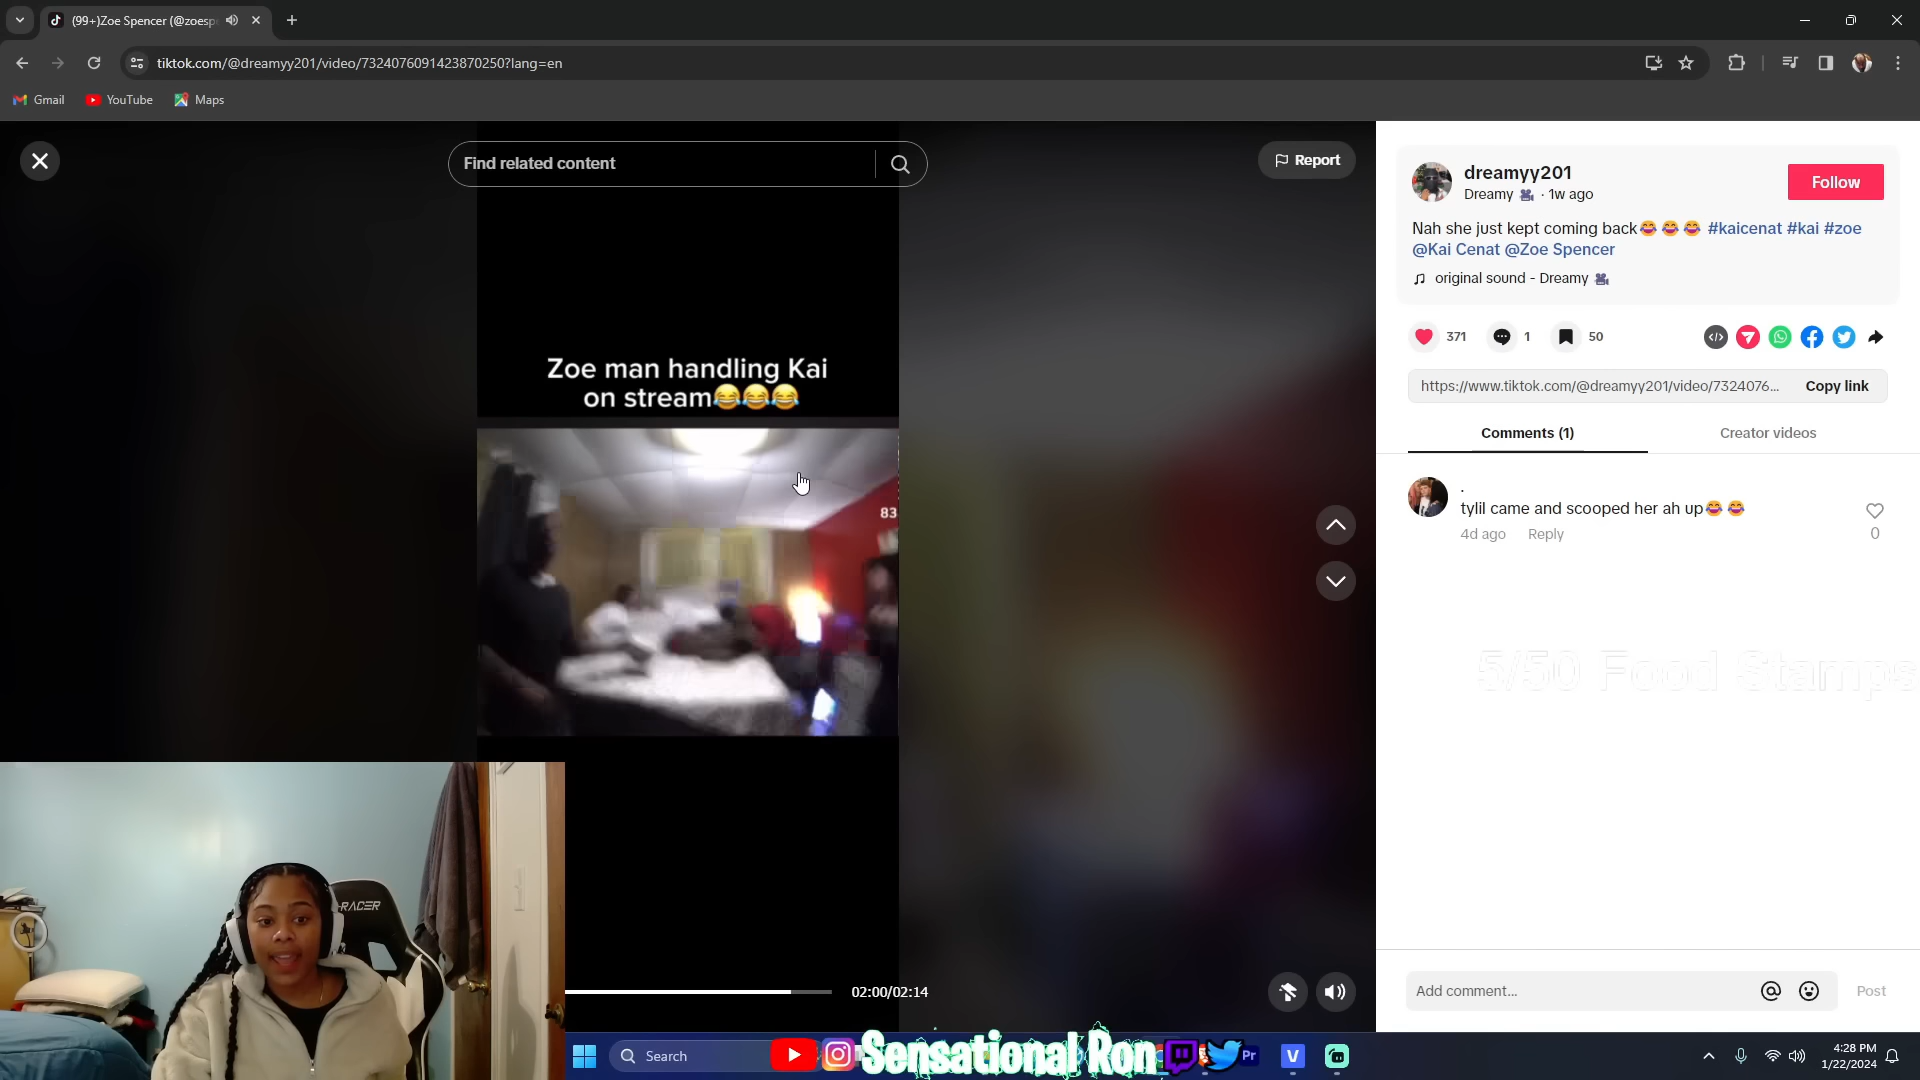 (99+)Zoe Spencer (@zoesp
tiktok.com/@dreamyy201/video/7324076091423870250?lang=en
Gmail
YouTube
Maps
Find related content
Report
Zoe man handling Kai
on stream😂😂😂
83
02:00/02:14
dreamyy201
Dreamy 🎥 · 1w ago
Follow
Nah she just kept coming back😂😂😂 #kaicenat #kai #zoe
@Kai Cenat @Zoe Spencer
original sound - Dreamy 🎥
371
1
50
https://www.tiktok.com/@dreamyy201/video/7324076...
Copy link
Comments (1)
Creator videos
.
tylil came and scooped her ah up😂😂
4d ago
Reply
0
5/50 Food Stamps
Add comment...
Post
-RACER
Search
Sensational Ron
Pr
V
4:28 PM
1/22/2024